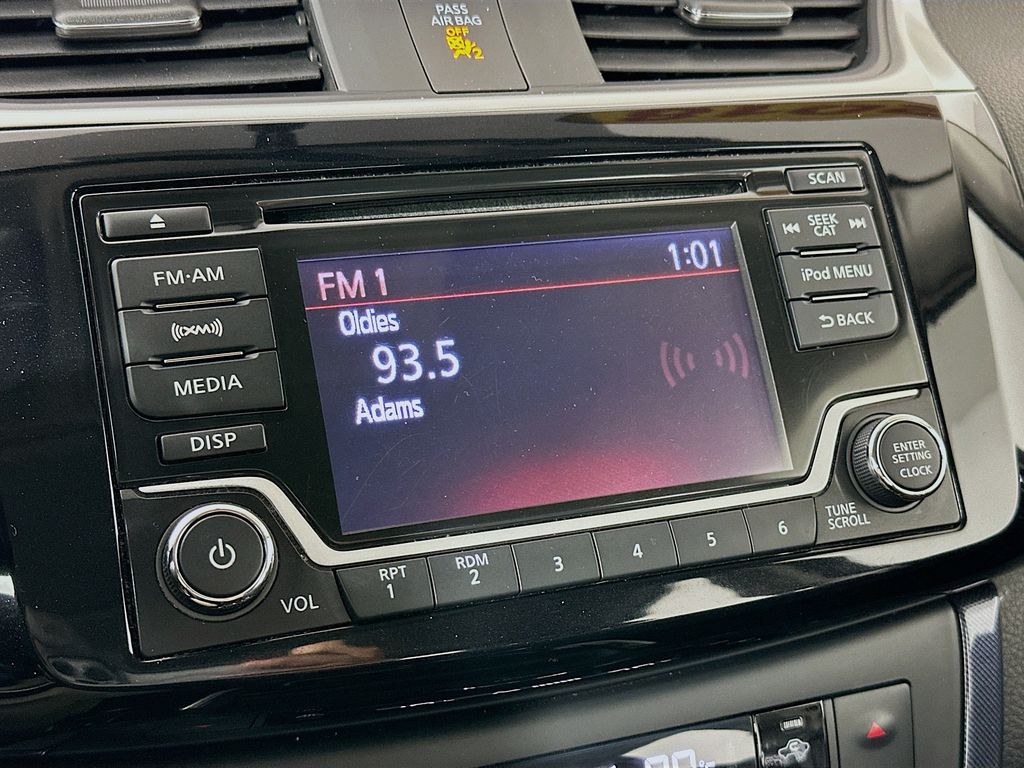 PASS
AIR BAG
OFF
2
SCAN
SEEK
CAT
FM·AM
iPod MENU
((XM))
BACK
MEDIA
DISP
FM 1
1:01
Oldies
93.5
Adams
ENTER
SETTING
CLOCK
TUNE
SCROLL
VOL
RPT
1
RDM
2
3
4
5
6